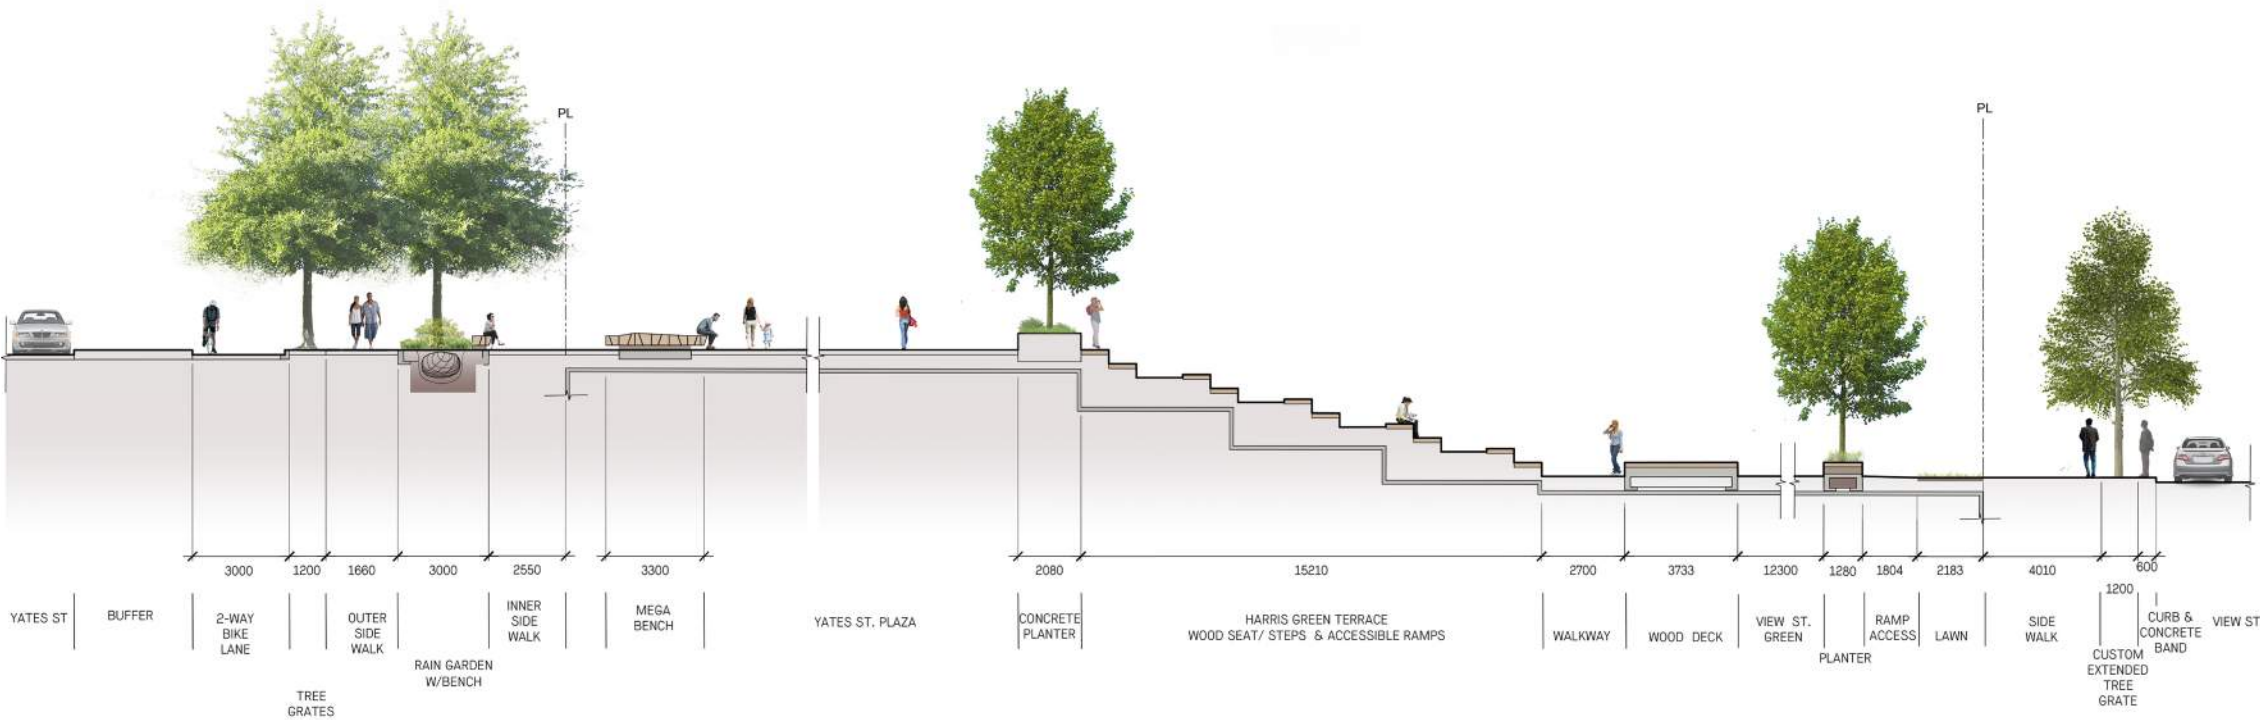 PL
PL
3000
1200
1660
3000
2550
3300
2080
15210
2700
3733
12300
1280
1804
2183
4010
1200
600
YATES ST
BUFFER
2-WAY
BIKE
LANE
TREE
GRATES
OUTER
SIDE
WALK
RAIN GARDEN
W/BENCH
INNER
SIDE
WALK
MEGA
BENCH
YATES ST. PLAZA
CONCRETE
PLANTER
HARRIS GREEN TERRACE
WOOD SEAT/ STEPS & ACCESSIBLE RAMPS
WALKWAY
WOOD DECK
VIEW ST.
GREEN
PLANTER
RAMP
ACCESS
LAWN
SIDE
WALK
CUSTOM
EXTENDED
TREE
GRATE
CURB &
CONCRETE
BAND
VIEW ST